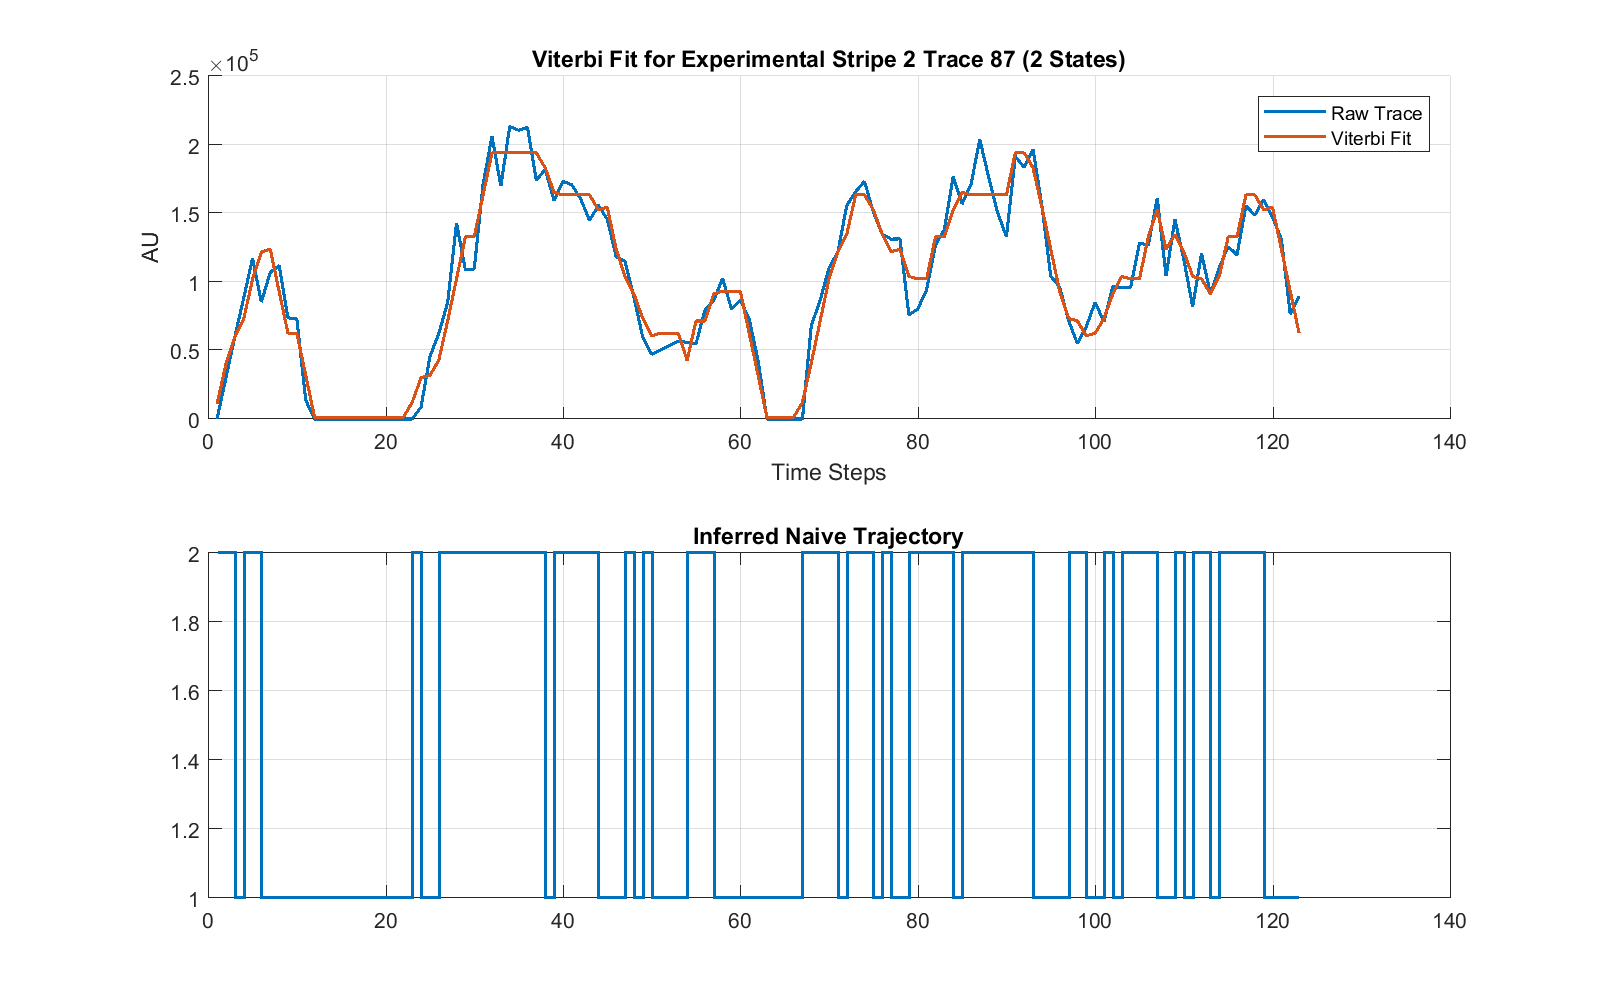 Viterbi Fit for Experimental Stripe 2 Trace 87 (2 States)
×10^5
2.5
2
1.5
1
0.5
0
AU
Raw Trace
Viterbi Fit
0 20 40 60 80 100 120 140
Time Steps
Inferred Naive Trajectory
2
1.8
1.6
1.4
1.2
1
0 20 40 60 80 100 120 140